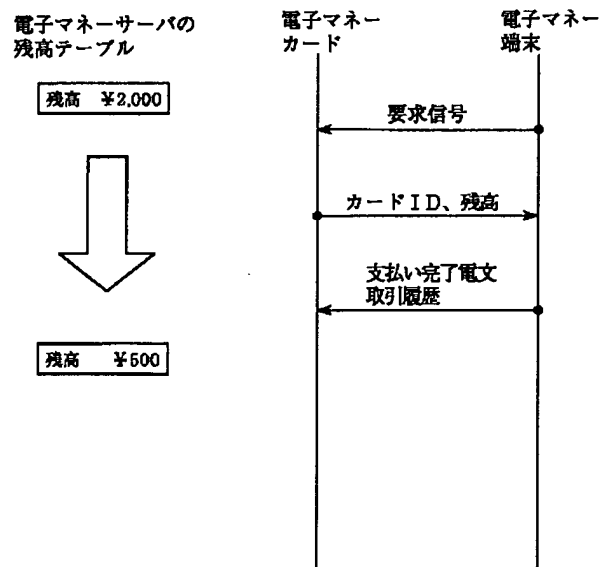 電子マネーサーバの
残高テーブル
残高 ¥2,000
残高 ¥500
電子マネー
カード
電子マネー
端末
要求信号
カードID、残高
支払い完了電文
取引履歴